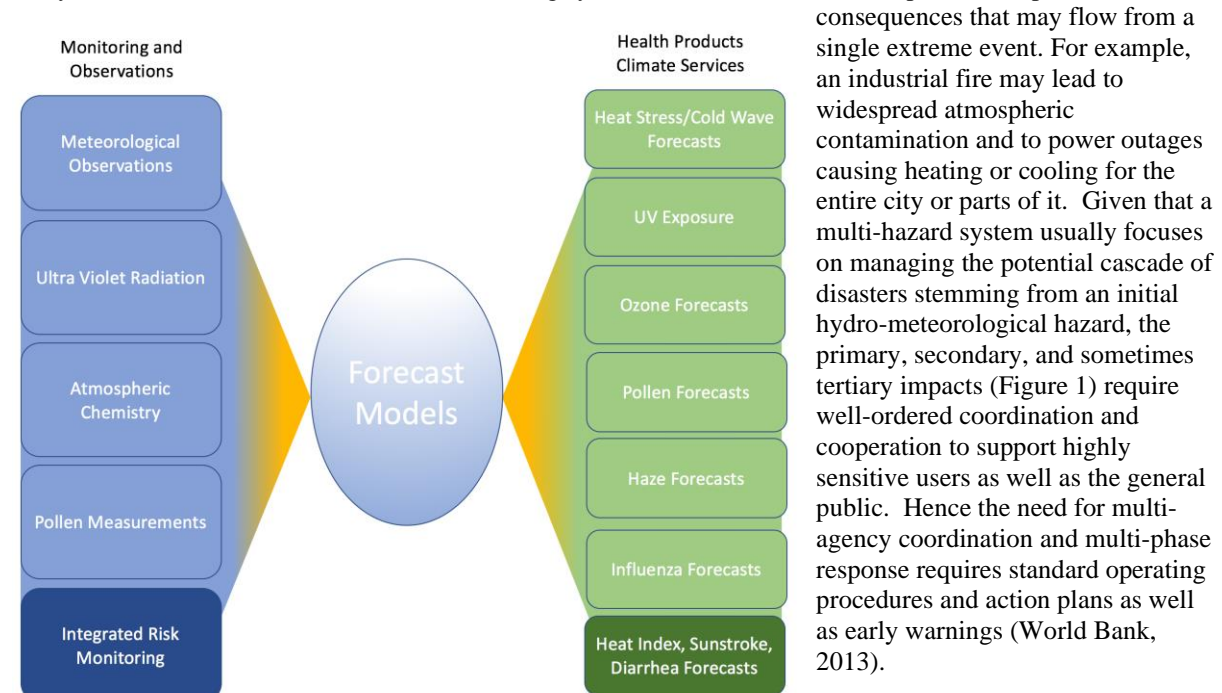 Monitoring and
Observations
Meteorological
Observations
Ultra Violet Radiation
Atmospheric
Chemistry
Pollen Measurements
Integrated Risk
Monitoring
Forecast
Models
Health Products
Climate Services
Heat Stress/Cold Wave
Forecasts
UV Exposure
Ozone Forecasts
Pollen Forecasts
Haze Forecasts
Influenza Forecasts
Heat Index, Sunstroke,
Diarrhea Forecasts
consequences that may flow from a
single extreme event. For example,
an industrial fire may lead to
widespread atmospheric
contamination and to power outages
causing heating or cooling for the
entire city or parts of it.  Given that a
multi-hazard system usually focuses
on managing the potential cascade of
disasters stemming from an initial
hydro-meteorological hazard, the
primary, secondary, and sometimes
tertiary impacts (Figure 1) require
well-ordered coordination and
cooperation to support highly
sensitive users as well as the general
public.  Hence the need for multi-
agency coordination and multi-phase
response requires standard operating
procedures and action plans as well
as early warnings (World Bank,
2013).